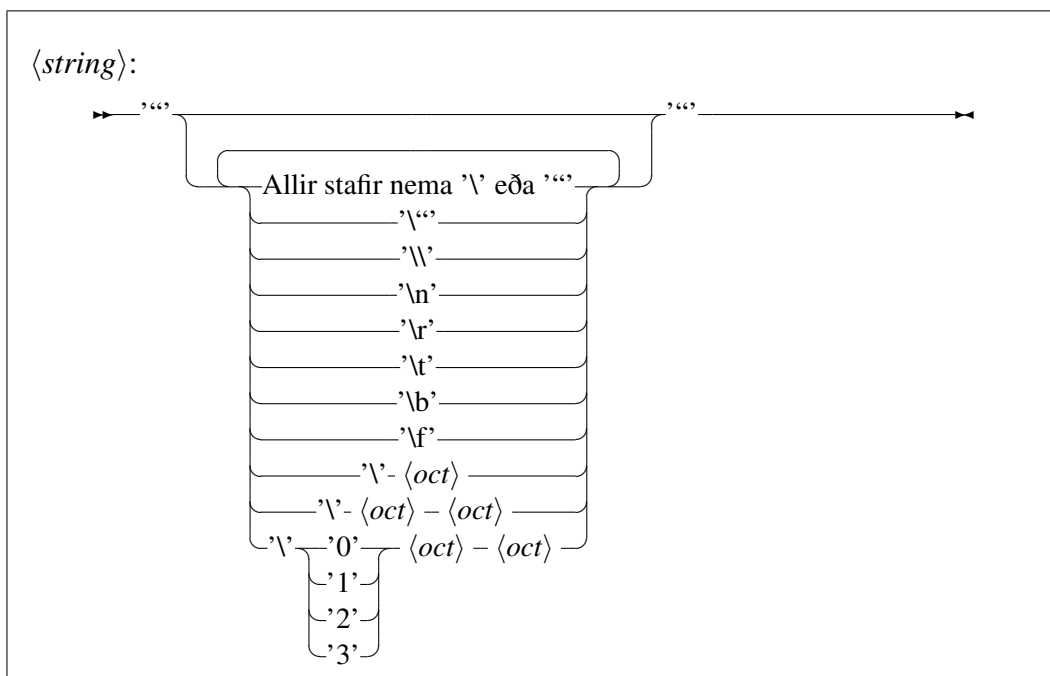 ⟨string⟩:
’“’ ’“’
Allir stafir nema ’\’ eða ’“’
’\“’
’\\’
’\n’
’\r’
’\t’
’\b’
’\f’
’\’ ⟨oct⟩
’\’ ⟨oct⟩ ⟨oct⟩
’\’ ’0’ ⟨oct⟩ ⟨oct⟩
’1’
’2’
’3’